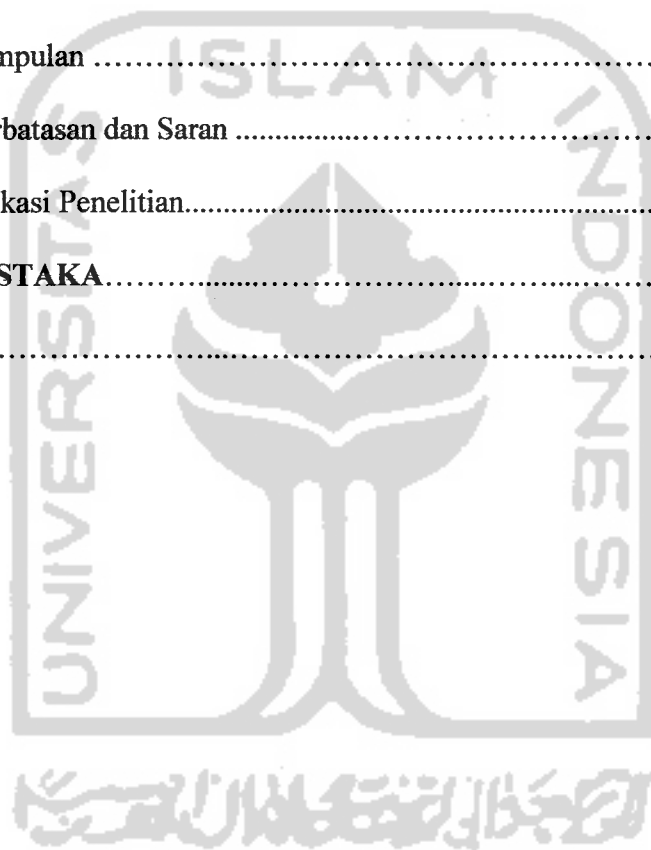 ISLAM
mpulan ........................................................
rbatasan dan Saran ........................................
kasi Penelitian................................................
STAKA........................................................
....................................................................
UNIVERSITAS
INDONESIA